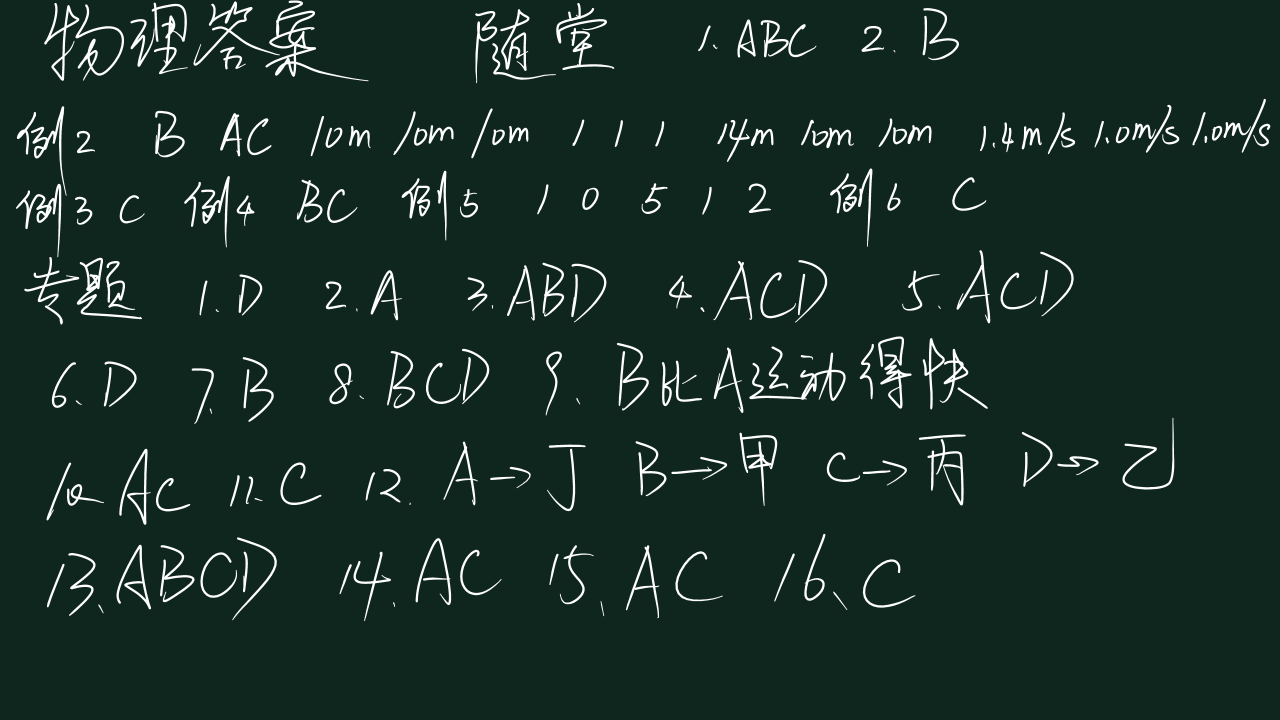 物理答案 随堂 1. ABC 2. B
例2 B AC 10m 10m 10m 1 1 1 14m 10m 10m 1.4m/s 1.0m/s 1.0m/s
例3 C 例4 BC 例5 1 0 5 1 2 例6 C
专题 1. D 2. A 3. ABD 4. ACD 5. ACD
6、D 7. B 8. BCD 9、B比A运动得快
10、AC 11、C 12. A→丁 B→甲 C→丙 D→乙
13、ABCD 14. AC 15、AC 16、C